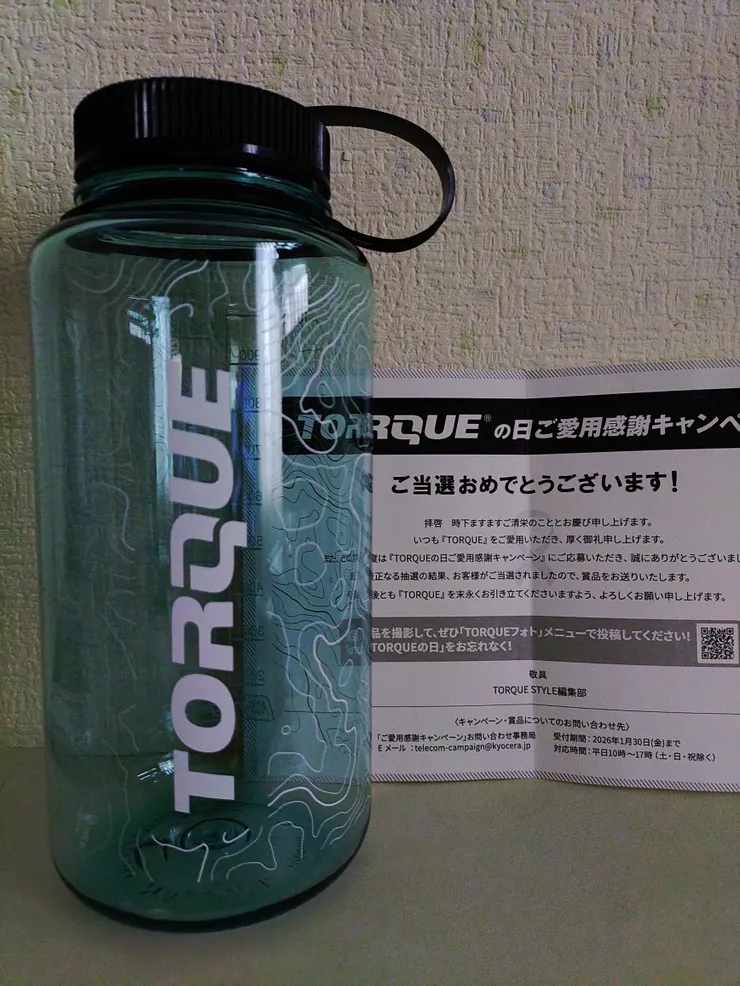 TORQUE
TORQUE® の日ご愛用感謝キャンペ
ご当選おめでとうございます!
拝啓 時下ますますご清栄のこととお慶び申し上げます。
いつも『TORQUE』をご愛用いただき、厚く御礼申し上げます。
度は『TORQUEの日ご愛用感謝キャンペーン』にご応募いただき、誠にありがとうございまし
正なる抽選の結果、お客様がご当選されましたので、賞品をお送りいたします。
後とも『TORQUE』を末永くお引き立てくださいますよう、よろしくお願い申し上げます。
品を撮影して、ぜひ「TORQUEフォト」メニューで投稿してください!
TORQUEの日」をお忘れなく!
敬具
TORQUE STYLE編集部
〈キャンペーン・賞品についてのお問い合わせ先〉
「ご愛用感謝キャンペーン」お問い合わせ事務局 受付期間:2026年1月30日(金)まで
Eメール:telecom-campaign@kyocera.jp 対応時間:平日10時~17時(土・日・祝除く)